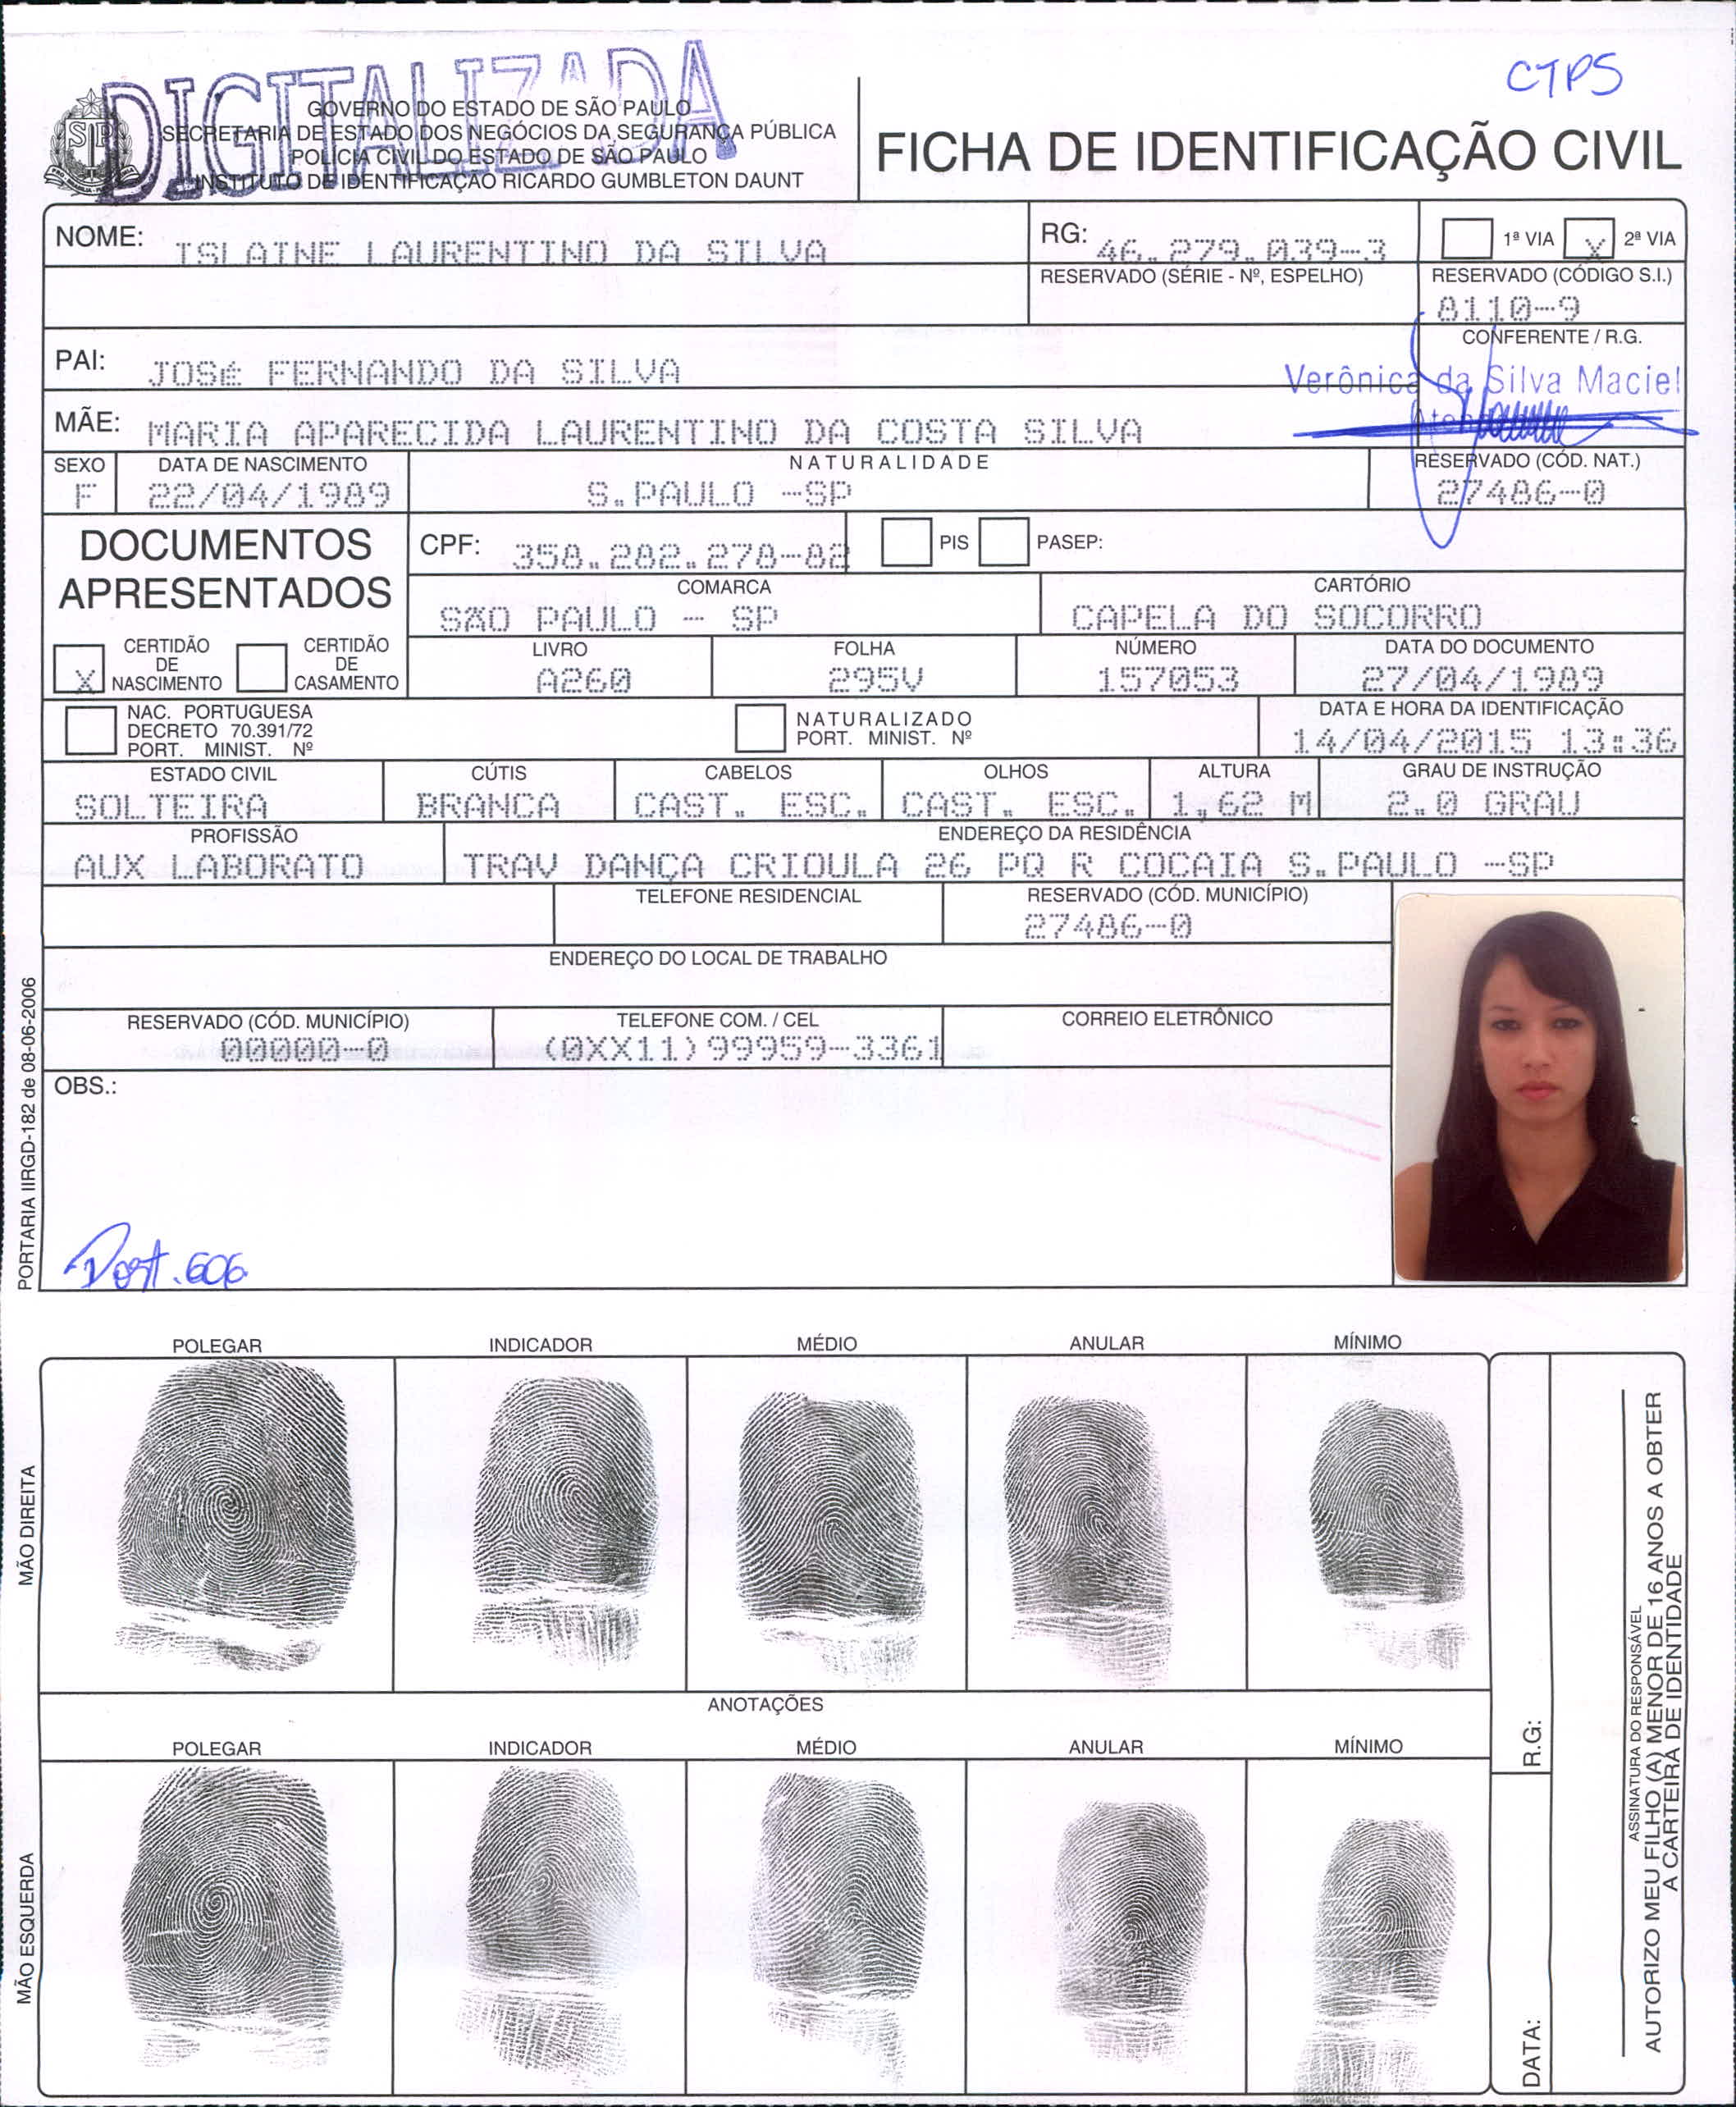 CTPS
DIGITALIZADA
GOVERNO DO ESTADO DE SÃO PAULO
SECRETARIA DE ESTADO DOS NEGÓCIOS DA SEGURANÇA PÚBLICA
POLÍCIA CIVIL DO ESTADO DE SÃO PAULO
INSTITUTO DE IDENTIFICAÇÃO RICARDO GUMBLETON DAUNT
FICHA DE IDENTIFICAÇÃO CIVIL
NOME: ISLAINE LAURENTINO DA SILVA
RG: 46.279.039-3
1ª VIA X 2ª VIA
RESERVADO (SÉRIE - Nº, ESPELHO)
RESERVADO (CÓDIGO S.I.)
8110-9
CONFERENTE / R.G.
PAI: JOSé FERNANDO DA SILVA
Verônica da Silva Maciel
MÃE: MARIA APARECIDA LAURENTINO DA COSTA SILVA
SEXO
F
DATA DE NASCIMENTO
22/04/1989
NATURALIDADE
S.PAULO -SP
RESERVADO (CÓD. NAT.)
27486-0
DOCUMENTOS
APRESENTADOS
CPF: 358.282.278-82
PIS
PASEP:
COMARCA
SÃO PAULO - SP
CARTÓRIO
CAPELA DO SOCORRO
X CERTIDÃO
DE
NASCIMENTO
CERTIDÃO
DE
CASAMENTO
LIVRO
A260
FOLHA
295V
NÚMERO
157053
DATA DO DOCUMENTO
27/04/1989
NAC. PORTUGUESA
DECRETO 70.391/72
PORT. MINIST. Nº
NATURALIZADO
PORT. MINIST. Nº
DATA E HORA DA IDENTIFICAÇÃO
14/04/2015 13:36
ESTADO CIVIL
SOLTEIRA
CÚTIS
BRANCA
CABELOS
CAST. ESC.
OLHOS
CAST. ESC.
ALTURA
1,62 M
GRAU DE INSTRUÇÃO
2.0 GRAU
PROFISSÃO
AUX LABORATO
ENDEREÇO DA RESIDÊNCIA
TRAV DANÇA CRIOULA 26 PQ R COCAIA S.PAULO -SP
TELEFONE RESIDENCIAL
RESERVADO (CÓD. MUNICÍPIO)
27486-0
ENDEREÇO DO LOCAL DE TRABALHO
RESERVADO (CÓD. MUNICÍPIO)
00000-0
TELEFONE COM. / CEL
(0XX11)99959-3361
CORREIO ELETRÔNICO
OBS.:
Port. 606
PORTARIA IIRGD-182 de 08-06-2006
POLEGAR INDICADOR MÉDIO ANULAR MÍNIMO
MÃO DIREITA
ANOTAÇÕES
POLEGAR INDICADOR MÉDIO ANULAR MÍNIMO
MÃO ESQUERDA
R.G:
DATA:
ASSINATURA DO RESPONSÁVEL
AUTORIZO MEU FILHO (A) MENOR DE 16 ANOS A OBTER
A CARTEIRA DE IDENTIDADE